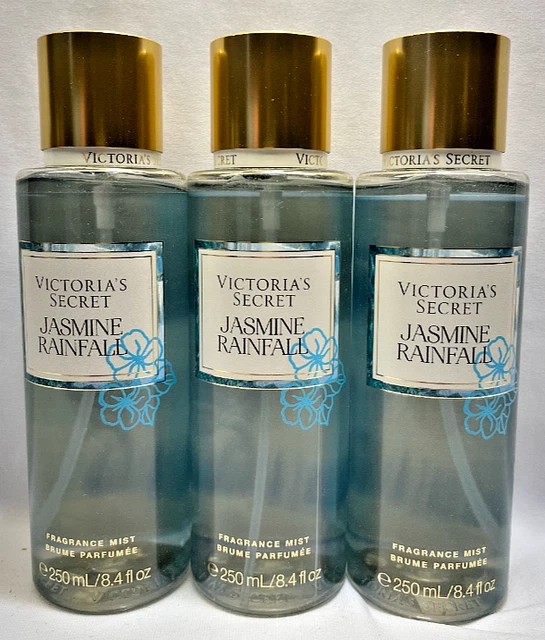 VICTORIA'S
VICTORIA'S
SECRET
JASMINE
RAINFALL
FRAGRANCE MIST
BRUME PARFUMÉE
℮250 mL/8.4 fl oz
CRET VICTO
VICTORIA'S
SECRET
JASMINE
RAINFALL
FRAGRANCE MIST
BRUME PARFUMÉE
℮250 mL/8.4 fl oz
CTORIA'S SECRET
VICTORIA'S
SECRET
JASMINE
RAINFALL
FRAGRANCE MIST
BRUME PARFUMÉE
℮250 mL/8.4 fl oz